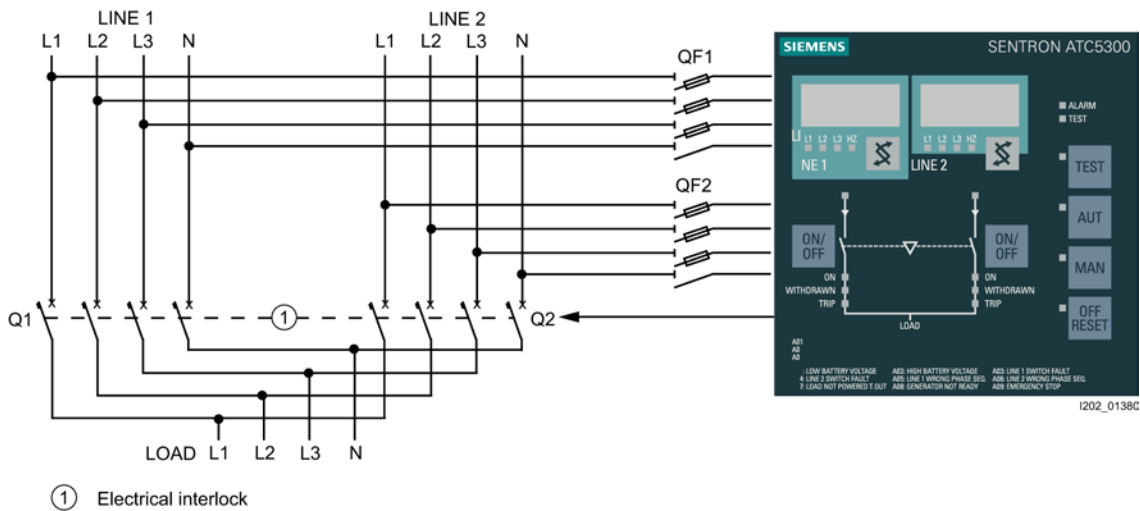 LINE 1 LINE 2
L1 L2 L3 N L1 L2 L3 N
QF1
QF2
Q1 1 Q2
LOAD L1 L2 L3 N
SIEMENS SENTRON ATC5300
ALARM
TEST
LI L1 L2 L3 HZ L1 L2 L3 HZ
NE 1 LINE 2
TEST
AUT
MAN
OFF
RESET
ON/
OFF
ON/
OFF
ON ON
WITHDRAWN WITHDRAWN
TRIP TRIP
LOAD
A01
A0
A0
: LOW BATTERY VOLTAGE A02: HIGH BATTERY VOLTAGE A03: LINE 1 SWITCH FAULT
4: LINE 2 SWITCH FAULT A05: LINE 1 WRONG PHASE SEQ. A06: LINE 2 WRONG PHASE SEQ.
7: LOAD NOT POWERED T.OUT A08: GENERATOR NOT READY A09: EMERGENCY STOP
I202_01380
1 Electrical interlock